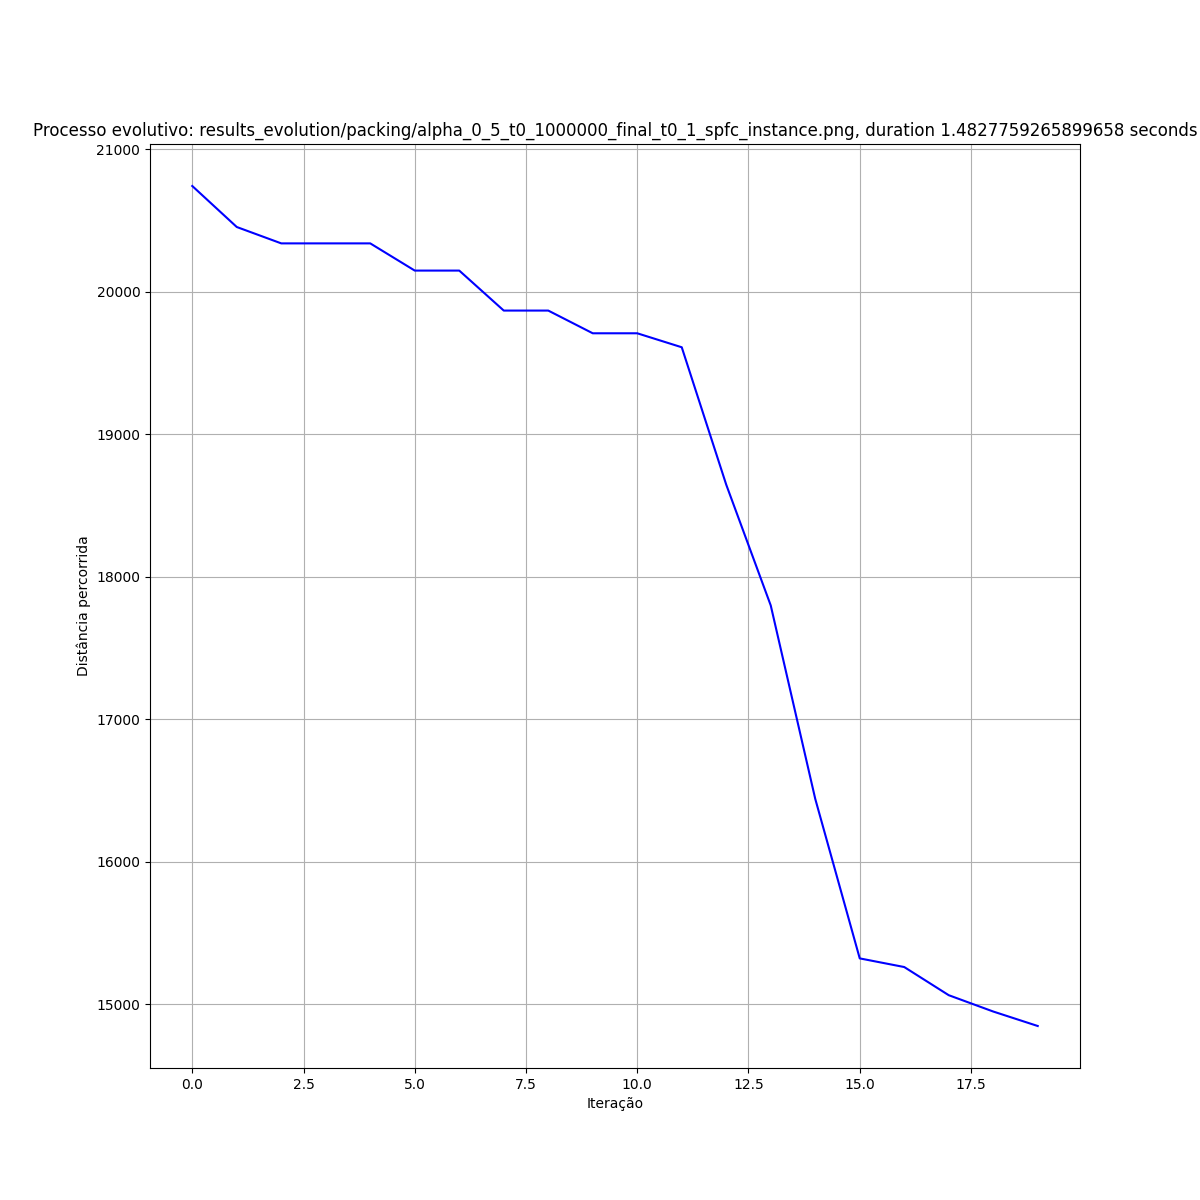 Processo evolutivo: results_evolution/packing/alpha_0_5_t0_1000000_final_t0_1_spfc_instance.png, duration 1.4827759265899658 seconds
21000
20000
19000
18000
17000
16000
15000
Distância percorrida
0.0 2.5 5.0 7.5 10.0 12.5 15.0 17.5
Iteração